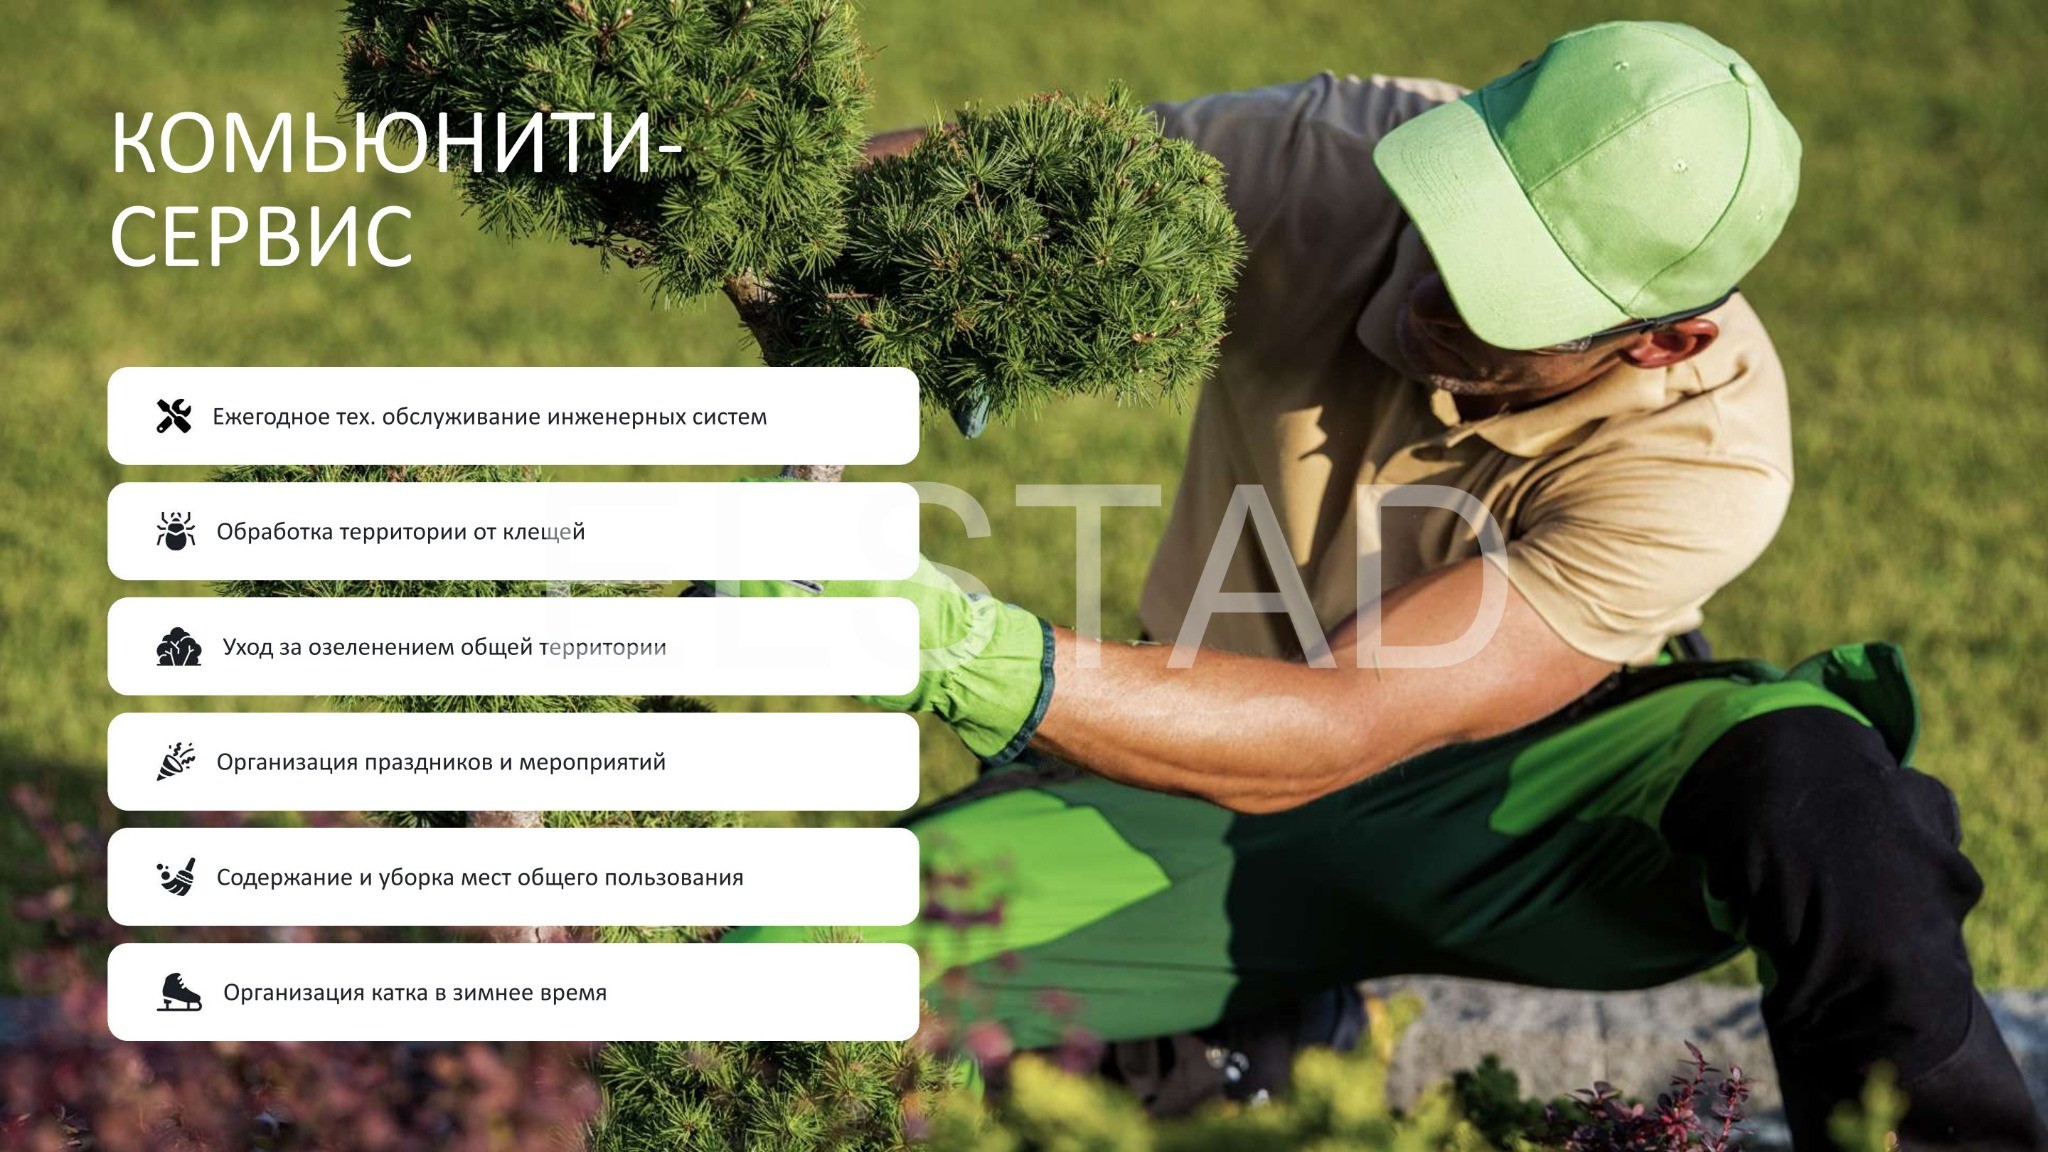 КОМЬЮНИТИ-
СЕРВИС
Ежегодное тех. обслуживание инженерных систем
Обработка территории от клещей
Уход за озеленением общей территории
Организация праздников и мероприятий
Содержание и уборка мест общего пользования
Организация катка в зимнее время
ELSTAD